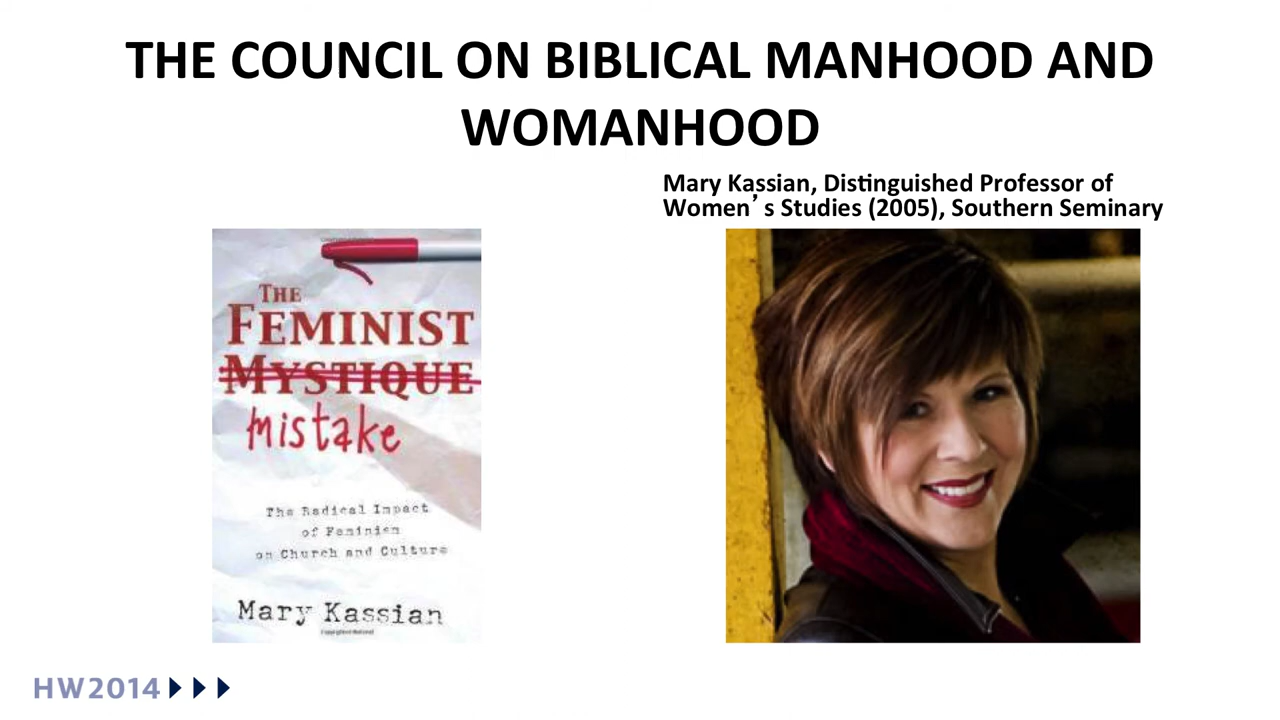 THE COUNCIL ON BIBLICAL MANHOOD AND
WOMANHOOD
Mary Kassian, Distinguished Professor of
Women’s Studies (2005), Southern Seminary
THE
FEMINIST
MYSTIQUE
mistake
The Radical Impact
of Feminism
on Church and Culture
Mary Kassian
HW2014